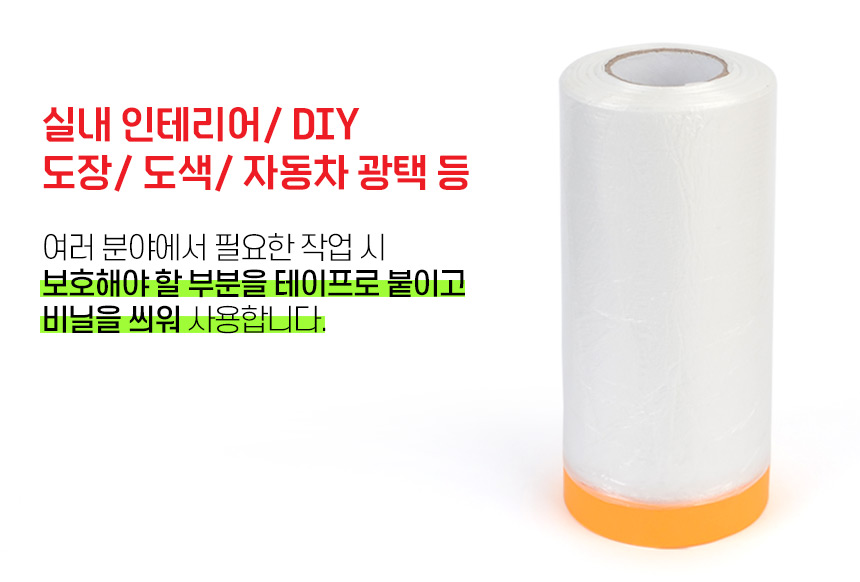 실내 인테리어/ DIY
도장/ 도색/ 자동차 광택 등
여러 분야에서 필요한 작업 시
보호해야 할 부분을 테이프로 붙이고
비닐을 씌워 사용합니다.